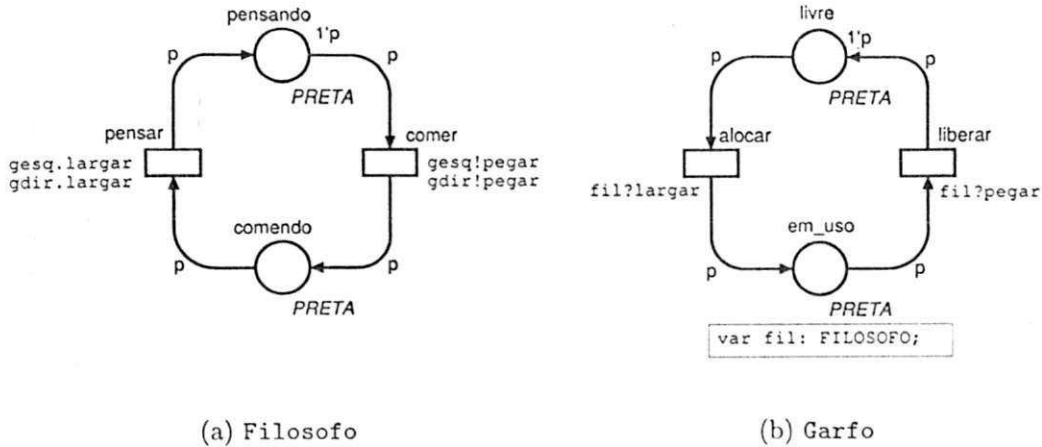 pensando
1'p
p
p
PRETA
pensar
comer
gesq.largar
gdir.largar
gesq!pegar
gdir!pegar
comendo
p
p
PRETA
(a) Filosofo
livre
1'p
p
p
PRETA
alocar
liberar
fil?largar
fil?pegar
em_uso
p
p
PRETA
var fil: FILOSOFO;
(b) Garfo